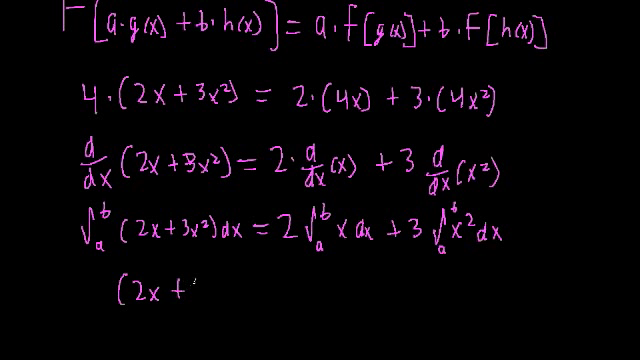 F[a·g(x) + b·h(x)] = a·F[g(x)] + b·F[h(x)]
4·(2x + 3x²) = 2·(4x) + 3·(4x²)
d/dx (2x + 3x²) = 2·d/dx (x) + 3 d/dx (x²)
∫ₐᵇ (2x + 3x²) dx = 2 ∫ₐᵇ x dx + 3 ∫ₐᵇ x² dx
(2x +